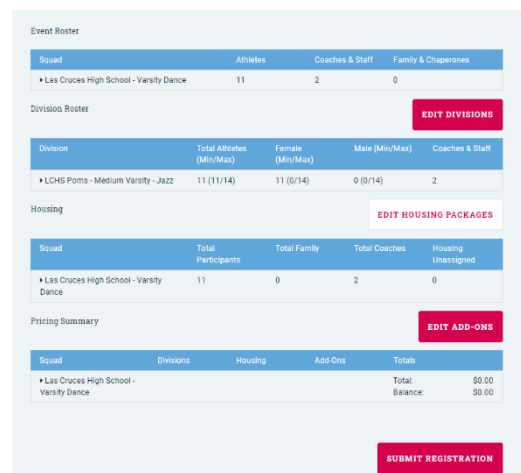 Event Roster
Squad Athletes Coaches & Staff Family & Chaperones
Las Cruces High School - Varsity Dance 11 2 0
Division Roster
EDIT DIVISIONS
Division Total Athletes (Min/Max) Female (Min/Max) Male (Min/Max) Coaches & Staff
LCHS Poms - Medium Varsity - Jazz 11 (11/14) 11 (0/14) 0 (0/14) 2
Housing
EDIT HOUSING PACKAGES
Squad Total Participants Total Family Total Coaches Housing Unassigned
Las Cruces High School - Varsity Dance 11 0 2 0
Pricing Summary
EDIT ADD-ONS
Squad Divisions Housing Add-Ons Totals
Las Cruces High School - Total: $0.00
Varsity Dance Balance: $0.00
SUBMIT REGISTRATION